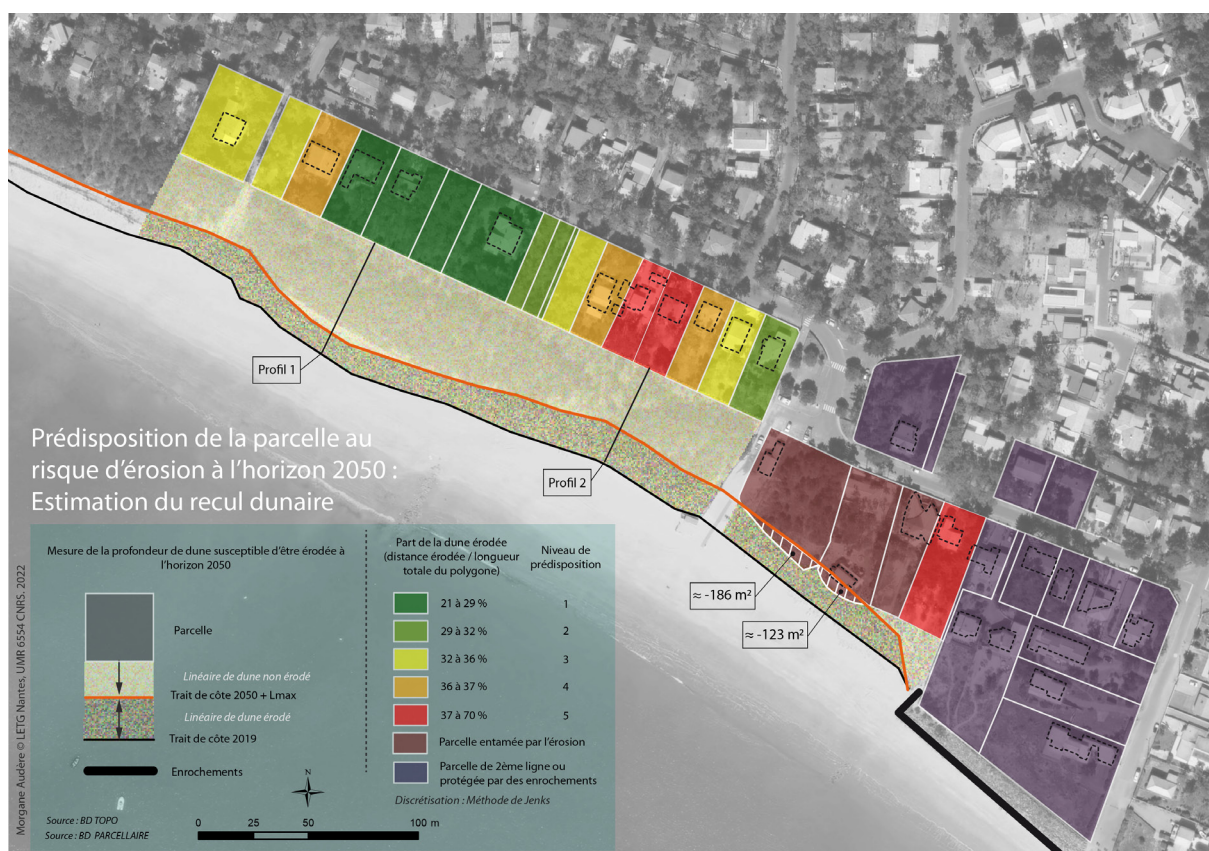 Profil 1
Profil 2
≈ -186 m²
≈ -123 m²
Prédisposition de la parcelle au
risque d'érosion à l'horizon 2050 :
Estimation du recul dunaire
Mesure de la profondeur de dune susceptible d'être érodée à
l'horizon 2050
Parcelle
Linéaire de dune non érodé
Trait de côte 2050 + Lmax
Linéaire de dune érodé
Trait de côte 2019
Enrochements
N
Source : BD TOPO
Source : BD PARCELLAIRE
0 25 50 100 m
Part de la dune érodée
(distance érodée / longueur
totale du polygone)
Niveau de
prédisposition
21 à 29 % 1
29 à 32 % 2
32 à 36 % 3
36 à 37 % 4
37 à 70 % 5
Parcelle entamée par l'érosion
Parcelle de 2ème ligne ou
protégée par des enrochements
Discrétisation : Méthode de Jenks
Morgane Audère © LETG Nantes, UMR 6554 CNRS. 2022